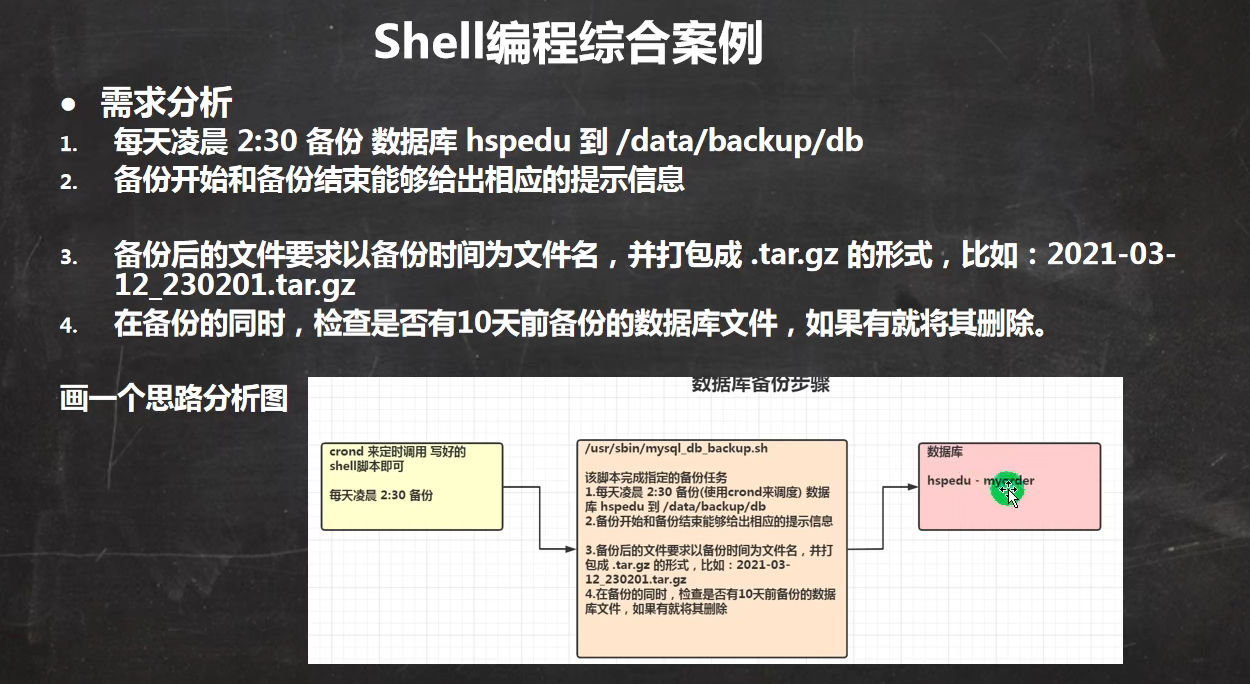 Shell编程综合案例
● 需求分析
1. 每天凌晨 2:30 备份 数据库 hspedu 到 /data/backup/db
2. 备份开始和备份结束能够给出相应的提示信息
3. 备份后的文件要求以备份时间为文件名，并打包成 .tar.gz 的形式，比如：2021-03-
12_230201.tar.gz
4. 在备份的同时，检查是否有10天前备份的数据库文件，如果有就将其删除。
画一个思路分析图
数据库备份步骤
crond 来定时调用 写好的
shell脚本即可
每天凌晨 2:30 备份
/usr/sbin/mysql_db_backup.sh
该脚本完成指定的备份任务
1.每天凌晨 2:30 备份(使用crond来调度) 数据
库 hspedu 到 /data/backup/db
2.备份开始和备份结束能够给出相应的提示信息
3.备份后的文件要求以备份时间为文件名，并打
包成 .tar.gz 的形式，比如：2021-03-
12_230201.tar.gz
4.在备份的同时，检查是否有10天前备份的数据
库文件，如果有就将其删除
数据库
hspedu - myorder